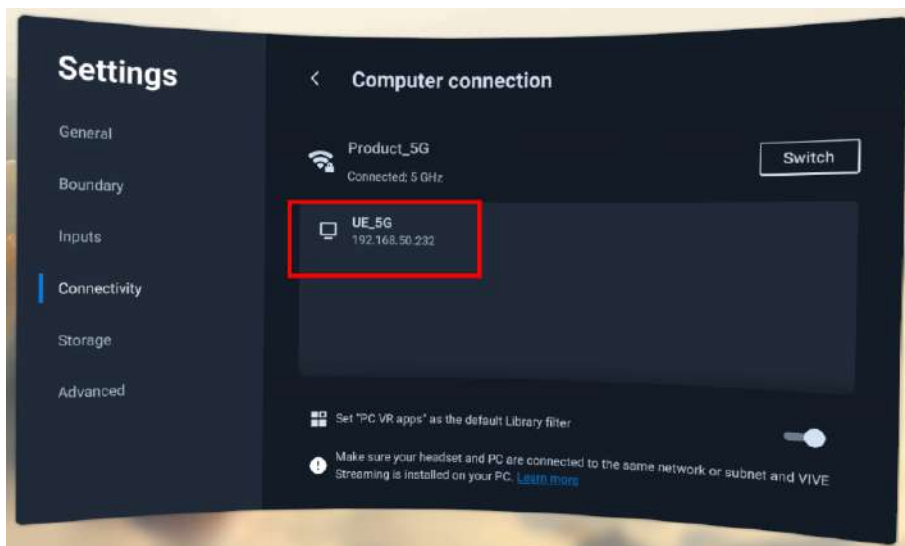 Settings
General
Boundary
Inputs
Connectivity
Storage
Advanced
Computer connection
Product_5G
Connected: 5 GHz
Switch
UE_5G
192.168.50.232
Set "PC VR apps" as the default Library filter
Make sure your headset and PC are connected to the same network or subnet and VIVE
Streaming is installed on your PC. Learn more